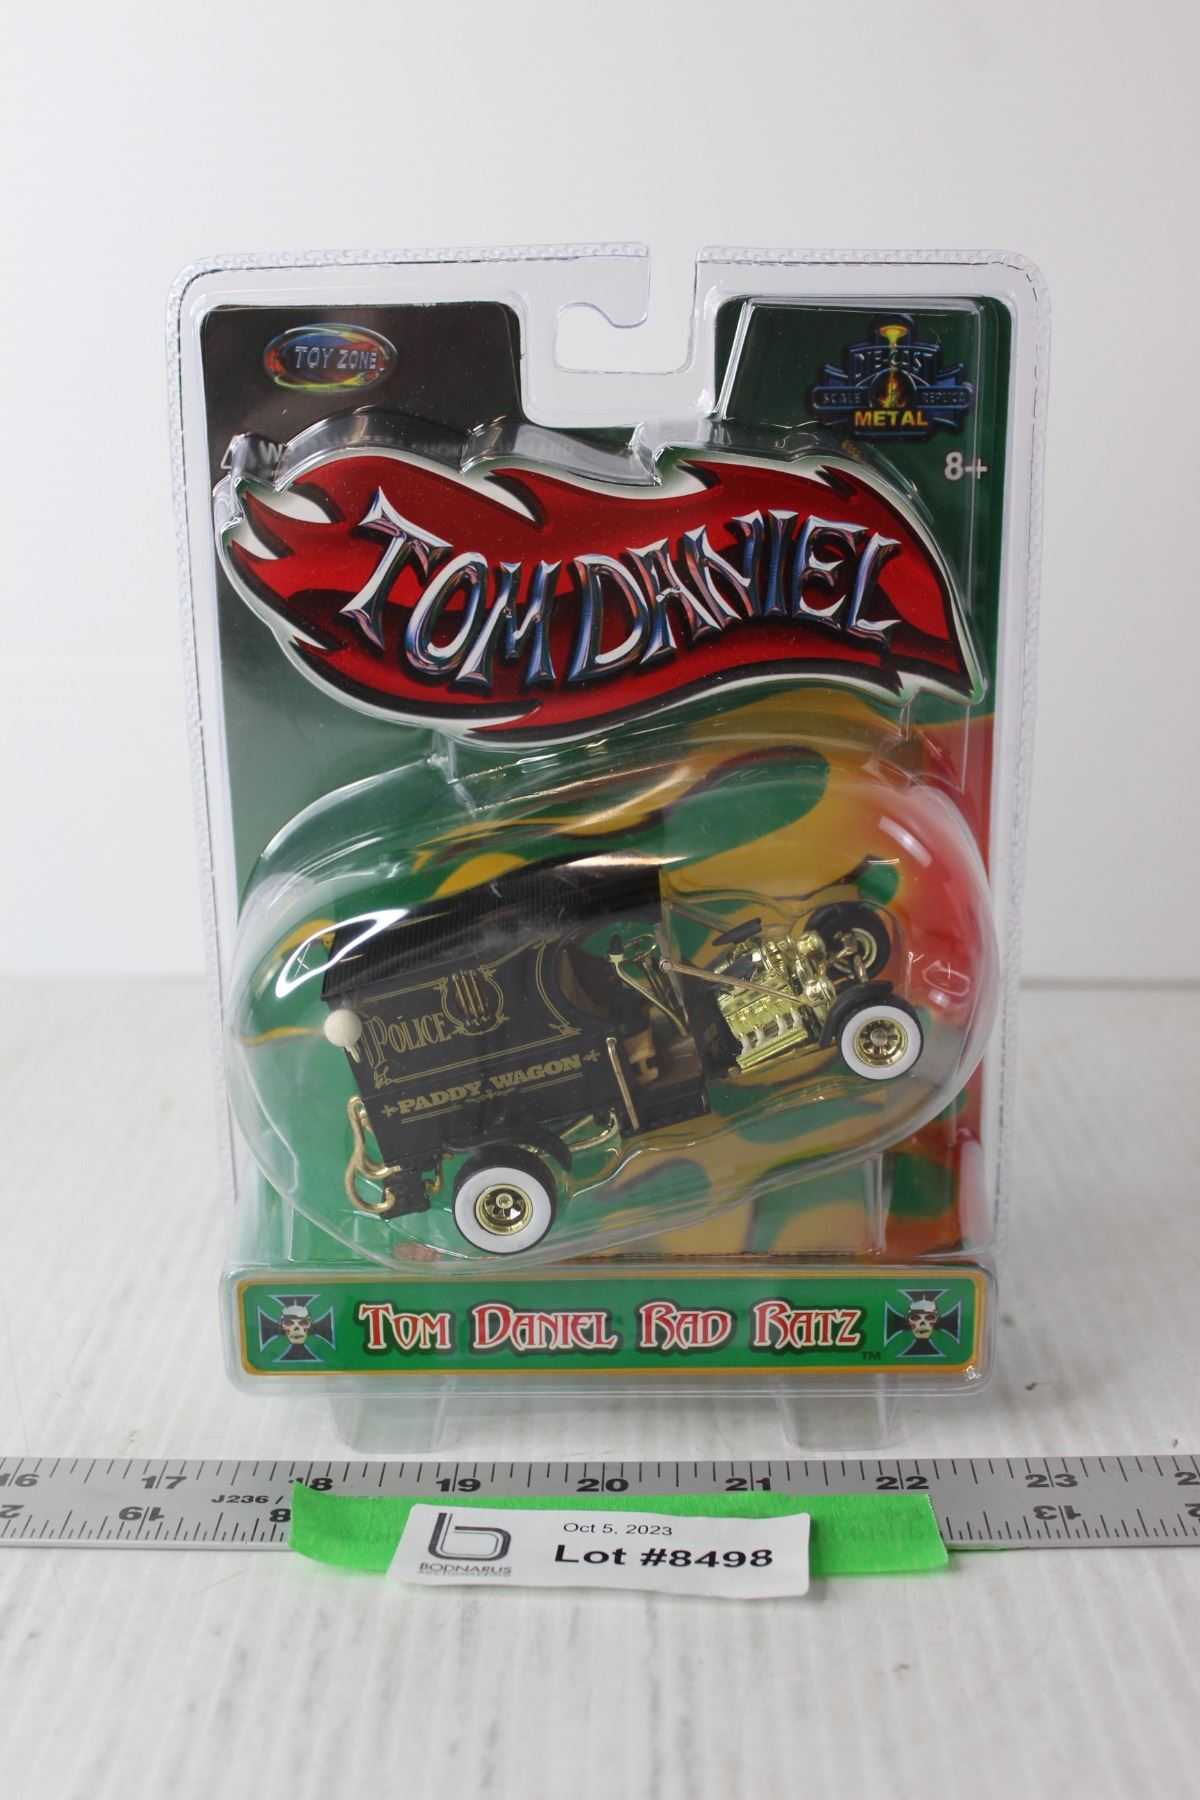 TOY ZONE
DIE-CAST
SCALE REPLICA
METAL
8+
TOM DANIEL
POLICE
PADDY WAGON
TOM DANIEL RAD RATZ
TM
16 17 18 19 20 21 22 23
J236
Oct 5, 2023
Lot #8498
BODNARUS
AUCTIONEERING